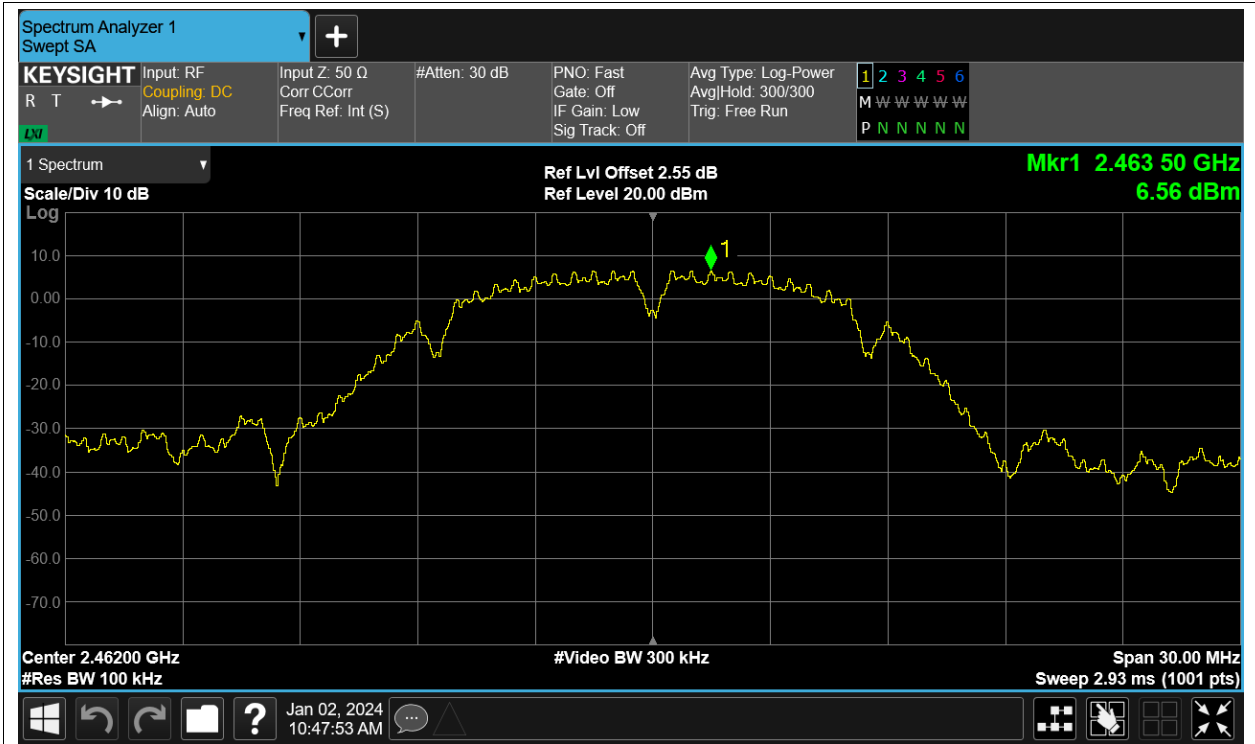 Spectrum Analyzer 1
Swept SA
KEYSIGHT
R T
LXI
Input: RF
Coupling: DC
Align: Auto
Input Z: 50 Ω
Corr CCorr
Freq Ref: Int (S)
#Atten: 30 dB
PNO: Fast
Gate: Off
IF Gain: Low
Sig Track: Off
Avg Type: Log-Power
Avg|Hold: 300/300
Trig: Free Run
1 2 3 4 5 6
M W W W W W
P N N N N N
1 Spectrum
Scale/Div 10 dB
Ref Lvl Offset 2.55 dB
Ref Level 20.00 dBm
Mkr1 2.463 50 GHz
6.56 dBm
Log
1
10.0
0.00
-10.0
-20.0
-30.0
-40.0
-50.0
-60.0
-70.0
Center 2.46200 GHz
#Res BW 100 kHz
#Video BW 300 kHz
Span 30.00 MHz
Sweep 2.93 ms (1001 pts)
?
Jan 02, 2024
10:47:53 AM